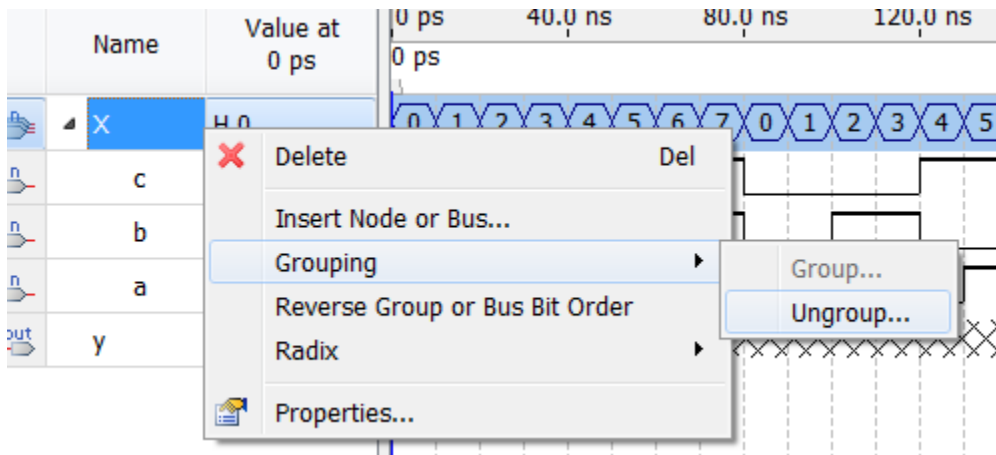 0 ps 40.0 ns 80.0 ns 120.0 ns
Name Value at 0 ps
0 ps
X H 0 0 1 2 3 4 5 6 7 0 1 2 3 4 5
c
b
a
y
Delete Del
Insert Node or Bus...
Grouping
Reverse Group or Bus Bit Order
Radix
Properties...
Group...
Ungroup...
n
n
n
out